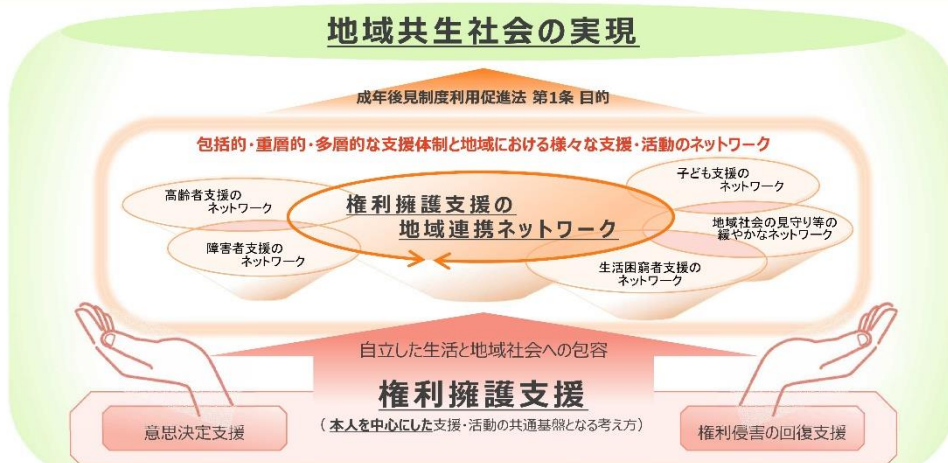 地域共生社会の実現
成年後見制度利用促進法 第1条 目的
包括的・重層的・多層的な支援体制と地域における様々な支援・活動のネットワーク
高齢者支援の
ネットワーク
障害者支援の
ネットワーク
権利擁護支援の
地域連携ネットワーク
子ども支援の
ネットワーク
地域社会の見守り等の
緩やかなネットワーク
生活困窮者支援の
ネットワーク
自立した生活と地域社会への包容
権利擁護支援
（本人を中心にした支援・活動の共通基盤となる考え方）
意思決定支援
権利侵害の回復支援